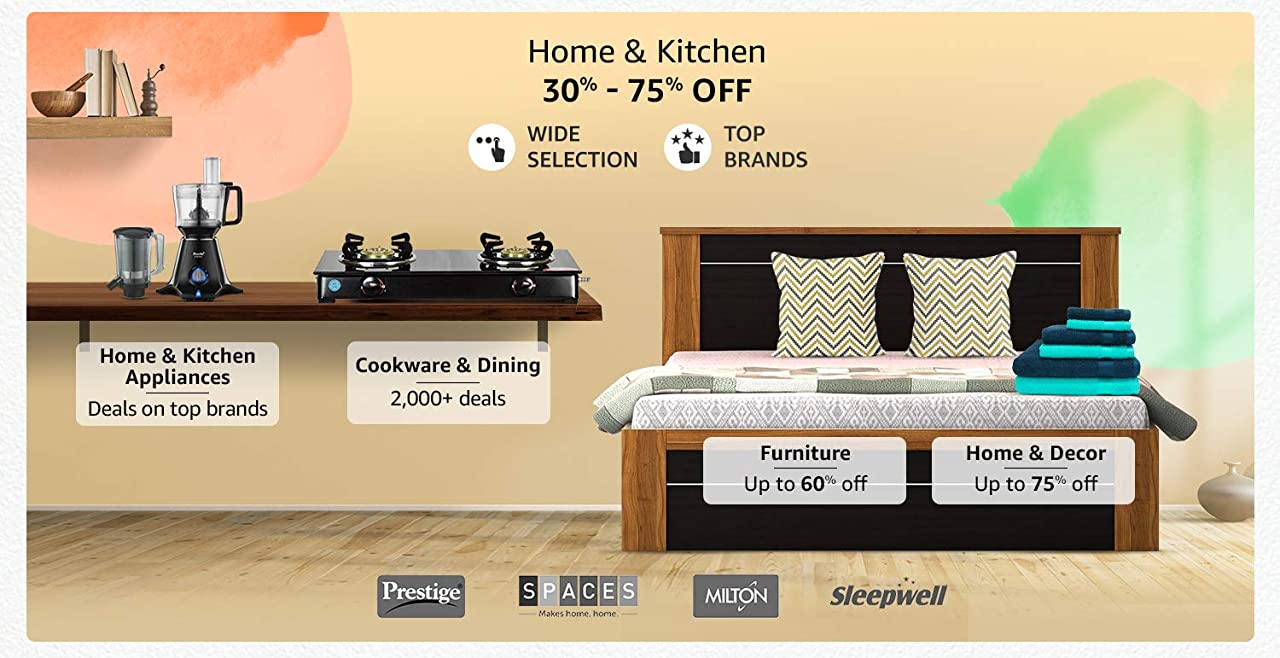 Home & Kitchen
30% - 75% OFF
WIDE
SELECTION
TOP
BRANDS
Home & Kitchen
Appliances
Deals on top brands
Cookware & Dining
2,000+ deals
Furniture
Up to 60% off
Home & Decor
Up to 75% off
Prestige
SPACES
Makes home, home.
MILTON
Sleepwell